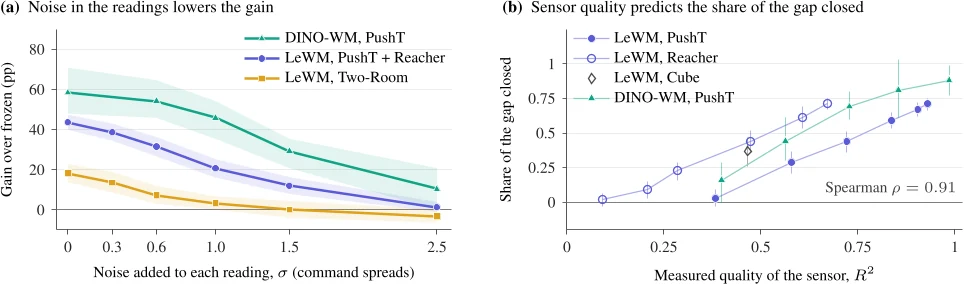 (a) Noise in the readings lowers the gain
DINO-WM, PushT
LeWM, PushT + Reacher
LeWM, Two-Room
Gain over frozen (pp)
80
60
40
20
0
0 0.3 0.6 1.0 1.5 2.5
Noise added to each reading, σ (command spreads)
(b) Sensor quality predicts the share of the gap closed
LeWM, PushT
LeWM, Reacher
LeWM, Cube
DINO-WM, PushT
Share of the gap closed
1
0.75
0.5
0.25
0
Spearman ρ = 0.91
0 0.25 0.5 0.75 1
Measured quality of the sensor, R²